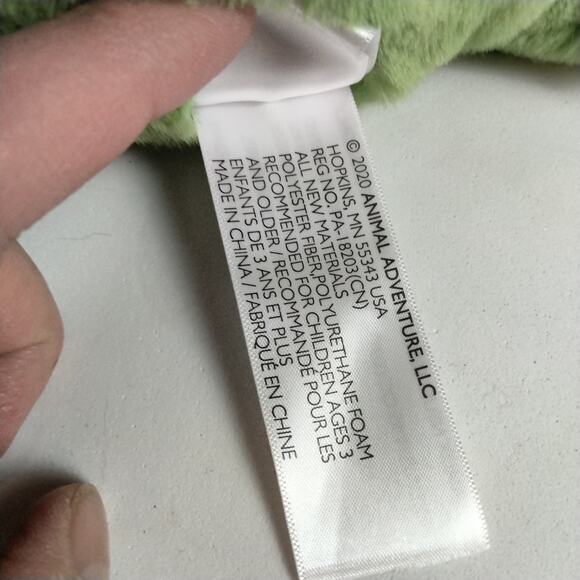 © 2020 ANIMAL ADVENTURE, LLC
HOPKINS, MN 55343 USA
REG NO. PA-18203(CN)
ALL NEW MATERIALS
POLYESTER FIBER,POLYURETHANE FOAM
RECOMMENDED FOR CHILDREN AGES 3
AND OLDER / RECOMMANDÉ POUR LES
ENFANTS DE 3 ANS ET PLUS
MADE IN CHINA / FABRIQUÉ EN CHINE